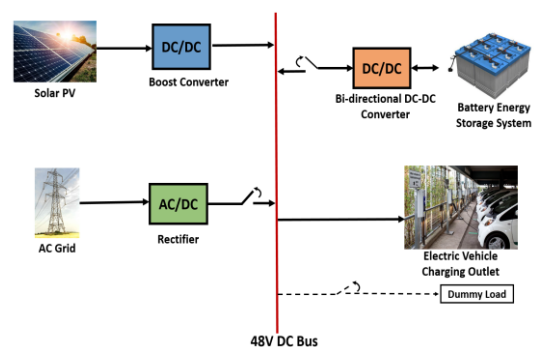 DC/DC
Boost Converter
Solar PV
DC/DC
Bi-directional DC-DC
Converter
Battery Energy
Storage System
AC/DC
Rectifier
AC Grid
Electric Vehicle
Charging Outlet
Dummy Load
48V DC Bus